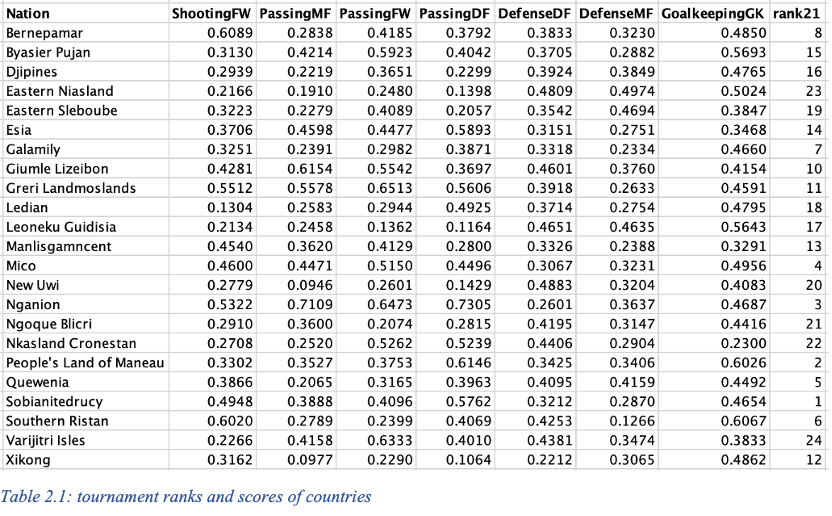 Nation ShootingFW PassingMF PassingFW PassingDF DefenseDF DefenseMF GoalkeepingGK rank21
Bernepamar 0.6089 0.2838 0.4185 0.3792 0.3833 0.3230 0.4850 8
Byasier Pujan 0.3130 0.4214 0.5923 0.4042 0.3705 0.2882 0.5693 15
Djipines 0.2939 0.2219 0.3651 0.2299 0.3924 0.3849 0.4765 16
Eastern Niasland 0.2166 0.1910 0.2480 0.1398 0.4809 0.4974 0.5024 23
Eastern Sleboube 0.3223 0.2279 0.4089 0.2057 0.3542 0.4694 0.3847 19
Esia 0.3706 0.4598 0.4477 0.5893 0.3151 0.2751 0.3468 14
Galamily 0.3251 0.2391 0.2982 0.3871 0.3318 0.2334 0.4660 7
Giumle Lizeibon 0.4281 0.6154 0.5542 0.3697 0.4601 0.3760 0.4154 10
Greri Landmoslands 0.5512 0.5578 0.6513 0.5606 0.3918 0.2633 0.4591 11
Ledian 0.1304 0.2583 0.2944 0.4925 0.3714 0.2754 0.4795 18
Leoneku Guidisia 0.2134 0.2458 0.1362 0.1164 0.4651 0.4635 0.5643 17
Manlisgamncent 0.4540 0.3620 0.4129 0.2800 0.3326 0.2388 0.3291 13
Mico 0.4600 0.4471 0.5150 0.4496 0.3067 0.3231 0.4956 4
New Uwi 0.2779 0.0946 0.2601 0.1429 0.4883 0.3204 0.4083 20
Nganion 0.5322 0.7109 0.6473 0.7305 0.2601 0.3637 0.4687 3
Ngoque Blicri 0.2910 0.3600 0.2074 0.2815 0.4195 0.3147 0.4416 21
Nkasland Cronestan 0.2708 0.2520 0.5262 0.5239 0.4406 0.2904 0.2300 22
People's Land of Maneau 0.3302 0.3527 0.3753 0.6146 0.3425 0.3406 0.6026 2
Quewenia 0.3866 0.2065 0.3165 0.3963 0.4095 0.4159 0.4492 5
Sobianitedrucy 0.4948 0.3888 0.4096 0.5762 0.3212 0.2870 0.4654 1
Southern Ristan 0.6020 0.2789 0.2399 0.4069 0.4253 0.1266 0.6067 6
Varijitri Isles 0.2266 0.4158 0.6333 0.4010 0.4381 0.3474 0.3833 24
Xikong 0.3162 0.0977 0.2290 0.1064 0.2212 0.3065 0.4862 12
Table 2.1: tournament ranks and scores of countries